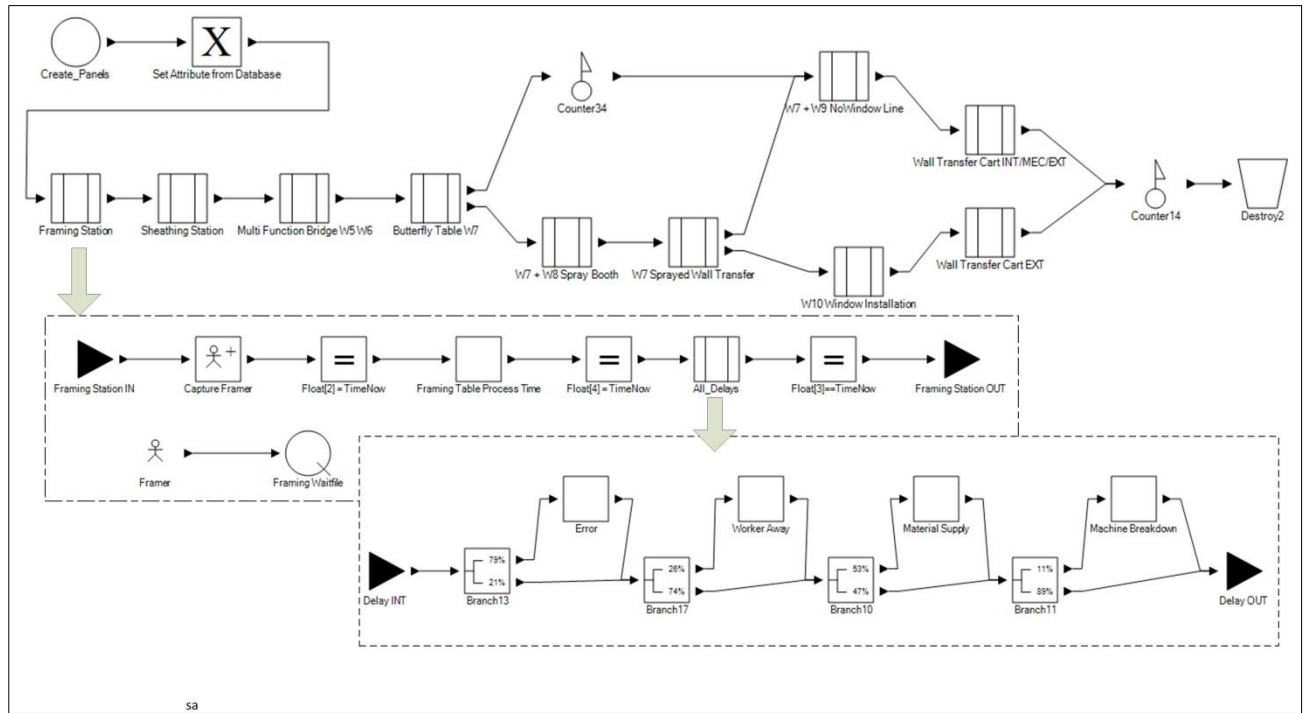 X
Create_Panels
Set Attribute from Database
Counter34
W7 + W9 NoWindow Line
Wall Transfer Cart INT/MEC/EXT
Framing Station
Sheathing Station
Multi Function Bridge W5 W6
Butterfly Table W7
W7 + W8 Spray Booth
W7 Sprayed Wall Transfer
W10 Window Installation
Wall Transfer Cart EXT
Counter14
Destroy2
+
=
=
=
Framing Station IN
Capture Framer
Float[2] = TimeNow
Framing Table Process Time
Float[4] = TimeNow
All_Delays
Float[3]==TimeNow
Framing Station OUT
Framer
Framing Waitfile
Error
Worker Away
Material Supply
Machine Breakdown
Delay INT
79%
21%
Branch13
26%
74%
Branch17
53%
47%
Branch10
11%
89%
Branch11
Delay OUT
sa